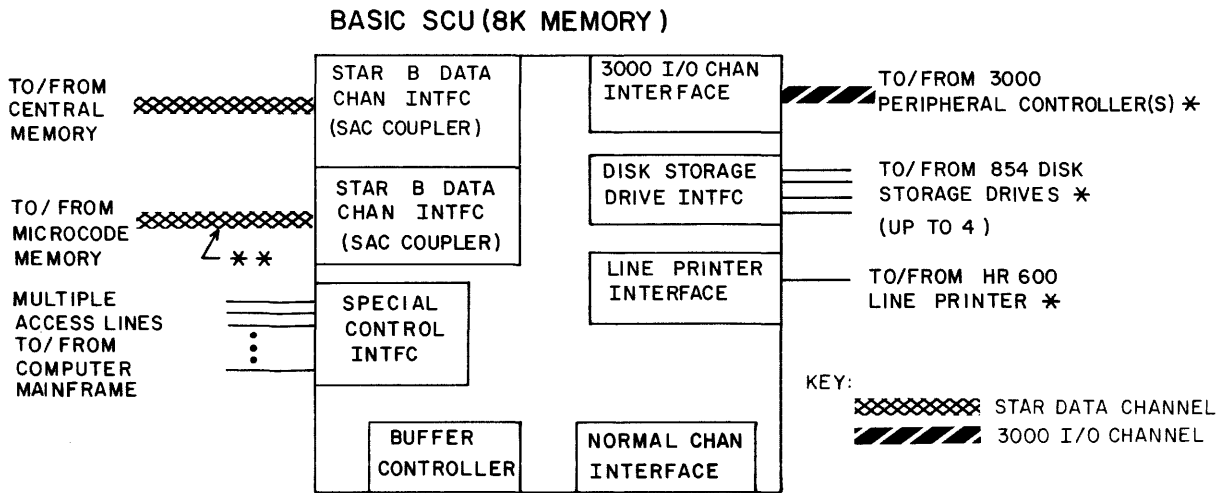 BASIC SCU (8K MEMORY)
TO/FROM
CENTRAL
MEMORY
STAR B DATA
CHAN INTFC
(SAC COUPLER)
3000 I/O CHAN
INTERFACE
TO/FROM 3000
PERIPHERAL CONTROLLER(S) *
TO/FROM
MICROCODE
MEMORY
* *
STAR B DATA
CHAN INTFC
(SAC COUPLER)
DISK STORAGE
DRIVE INTFC
TO/FROM 854 DISK
STORAGE DRIVES *
(UP TO 4)
MULTIPLE
ACCESS LINES
TO/FROM
COMPUTER
MAINFRAME
SPECIAL
CONTROL
INTFC
LINE PRINTER
INTERFACE
TO/FROM HR 600
LINE PRINTER *
BUFFER
CONTROLLER
NORMAL CHAN
INTERFACE
KEY:
STAR DATA CHANNEL
3000 I/O CHANNEL